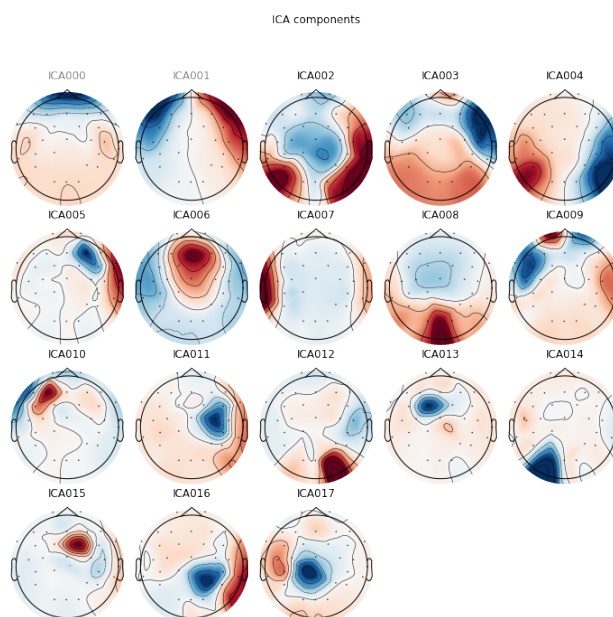 ICA components
ICA000 ICA001 ICA002 ICA003 ICA004
ICA005 ICA006 ICA007 ICA008 ICA009
ICA010 ICA011 ICA012 ICA013 ICA014
ICA015 ICA016 ICA017